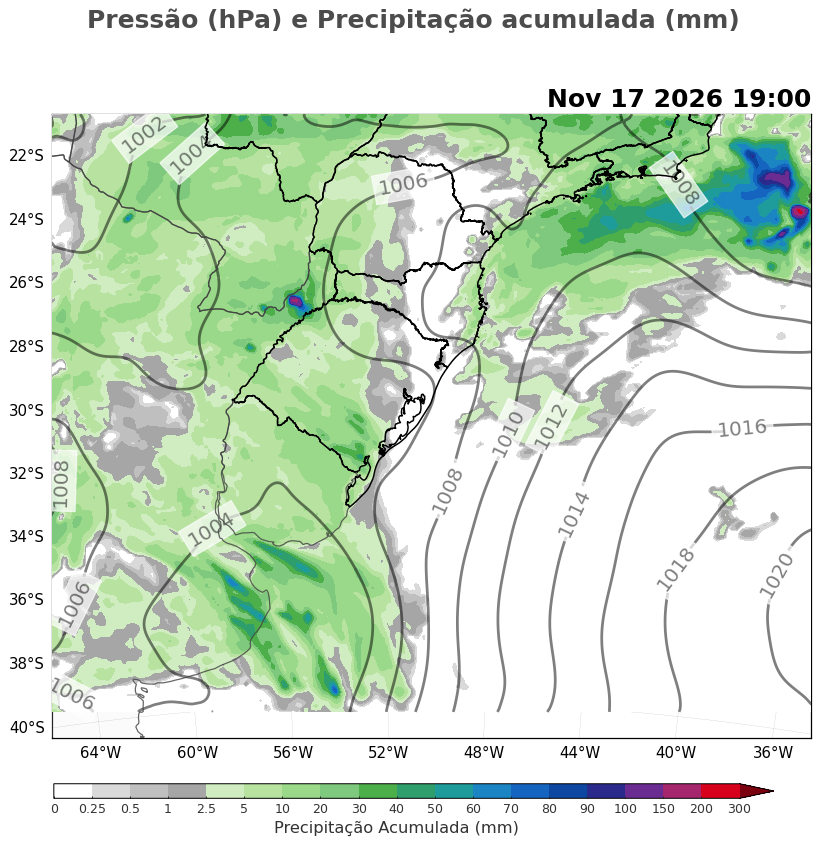 Pressão (hPa) e Precipitação acumulada (mm)
Nov 17 2026 19:00
1002
1004
1006
1008
22°S
24°S
26°S
28°S
30°S
32°S
34°S
36°S
38°S
40°S
1010
1012
1016
1008
1008
1014
1004
1018
1020
1006
1006
64°W 60°W 56°W 52°W 48°W 44°W 40°W 36°W
0 0.25 0.5 1 2.5 5 10 20 30 40 50 60 70 80 90 100 150 200 300
Precipitação Acumulada (mm)